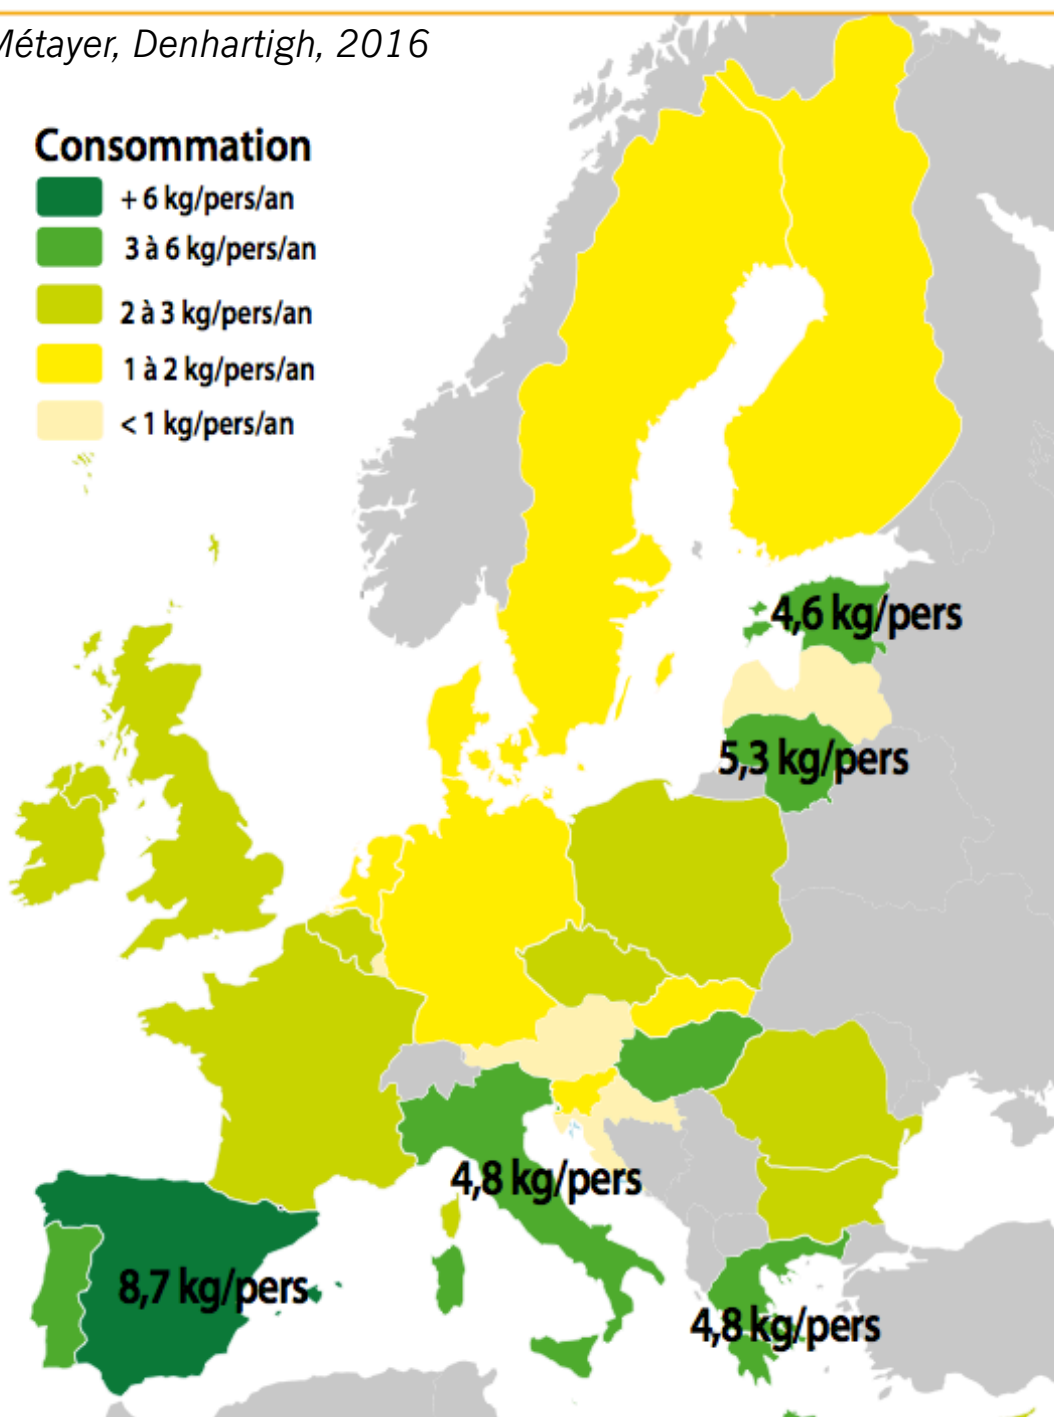 Métayer, Denhartigh, 2016
Consommation
+ 6 kg/pers/an
3 à 6 kg/pers/an
2 à 3 kg/pers/an
1 à 2 kg/pers/an
< 1 kg/pers/an
4,6 kg/pers
5,3 kg/pers
4,8 kg/pers
8,7 kg/pers
4,8 kg/pers